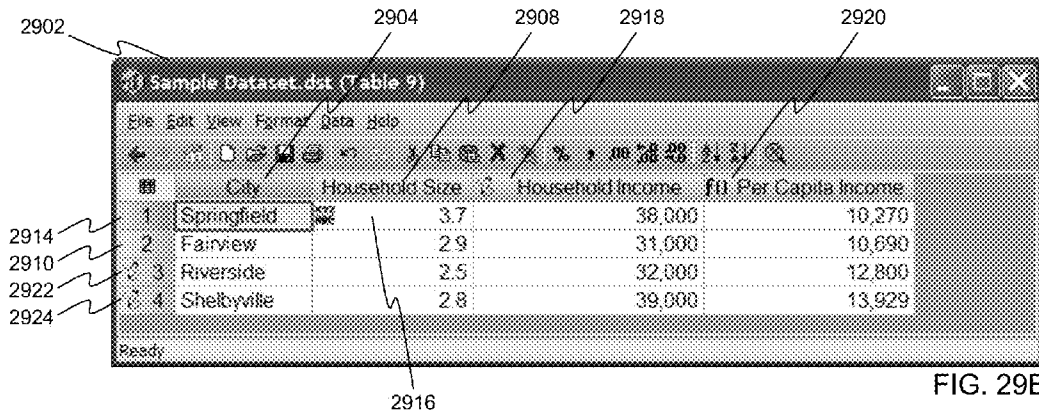 2902
2904
2908
2918
2920
Sample Dataset.dst (Table 9)
File Edit View Format Data Help
City Household Size Household Income Per Capita Income
1 Springfield 3.7 38,000 10,270
2 Fairview 2.9 31,000 10,690
3 Riverside 2.5 32,000 12,800
4 Shelbyville 2.8 39,000 13,929
Ready
2914
2910
2922
2924
2916
FIG. 29B